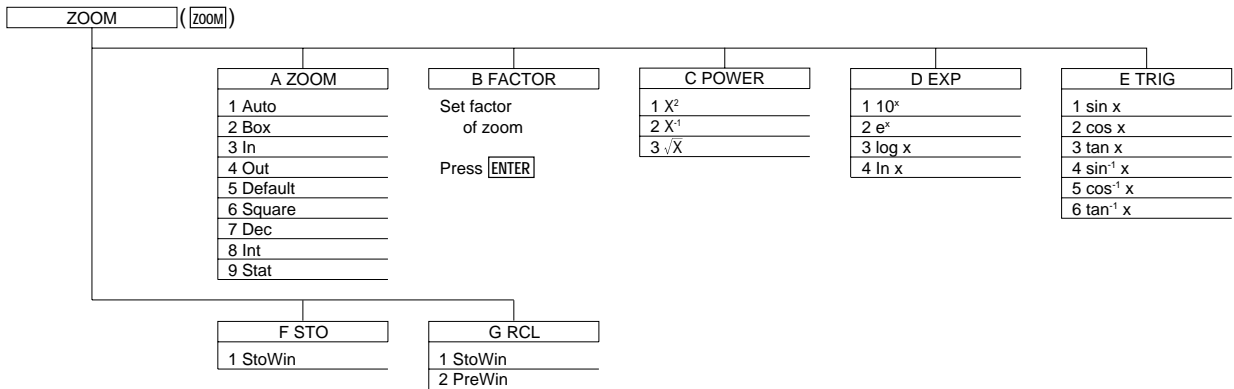 ZOOM (ZOOM)
A ZOOM
1 Auto
2 Box
3 In
4 Out
5 Default
6 Square
7 Dec
8 Int
9 Stat
B FACTOR
Set factor
of zoom
Press ENTER
C POWER
1 X²
2 X⁻¹
3 √X
D EXP
1 10ˣ
2 eˣ
3 log x
4 ln x
E TRIG
1 sin x
2 cos x
3 tan x
4 sin⁻¹ x
5 cos⁻¹ x
6 tan⁻¹ x
F STO
1 StoWin
G RCL
1 StoWin
2 PreWin